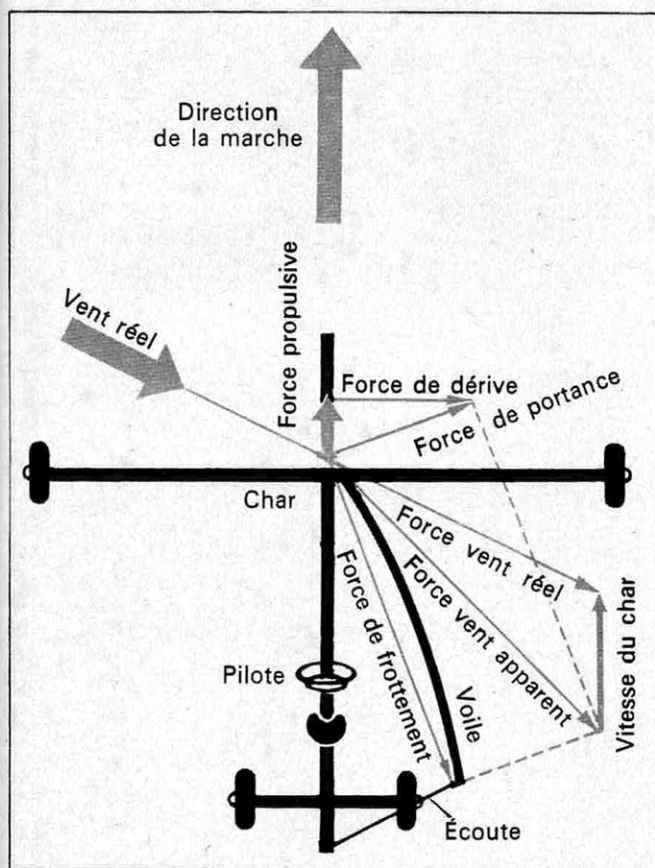 Direction
de la marche
Vent réel
Force propulsive
Force de dérive
Force de portance
Char
Force vent réel
Force vent apparent
Force de frottement
Vitesse du char
Pilote
Voile
Écoute